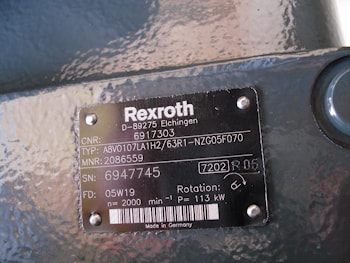 Rexroth
D-89275 Elchingen
CNR: 6917303
TYP: A8VO107LA1H2/63R1-NZG05F070
MNR: 2086559
SN: 6947745 7202 R06
FD: 05W19 Rotation:
n= 2000 min⁻¹ P= 113 kW
Made in Germany